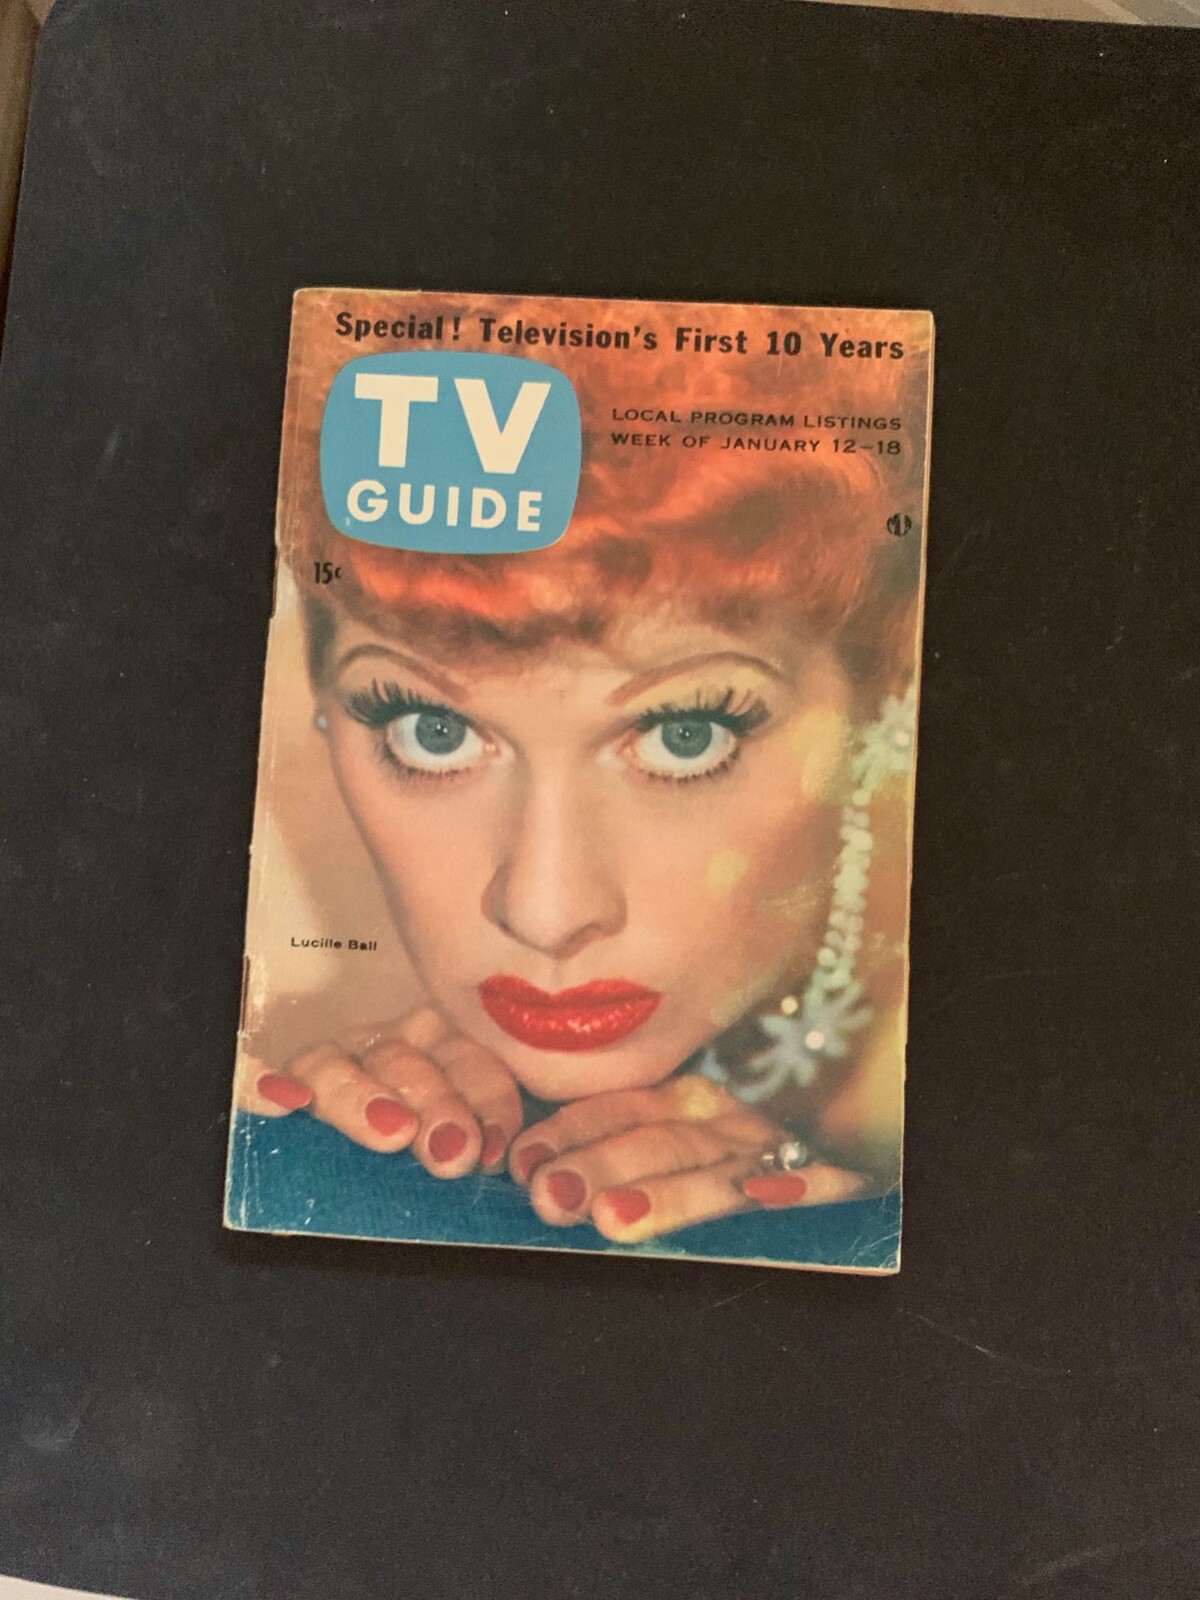 Special! Television's First 10 Years
TV
GUIDE
LOCAL PROGRAM LISTINGS
WEEK OF JANUARY 12–18
15¢
Lucille Ball